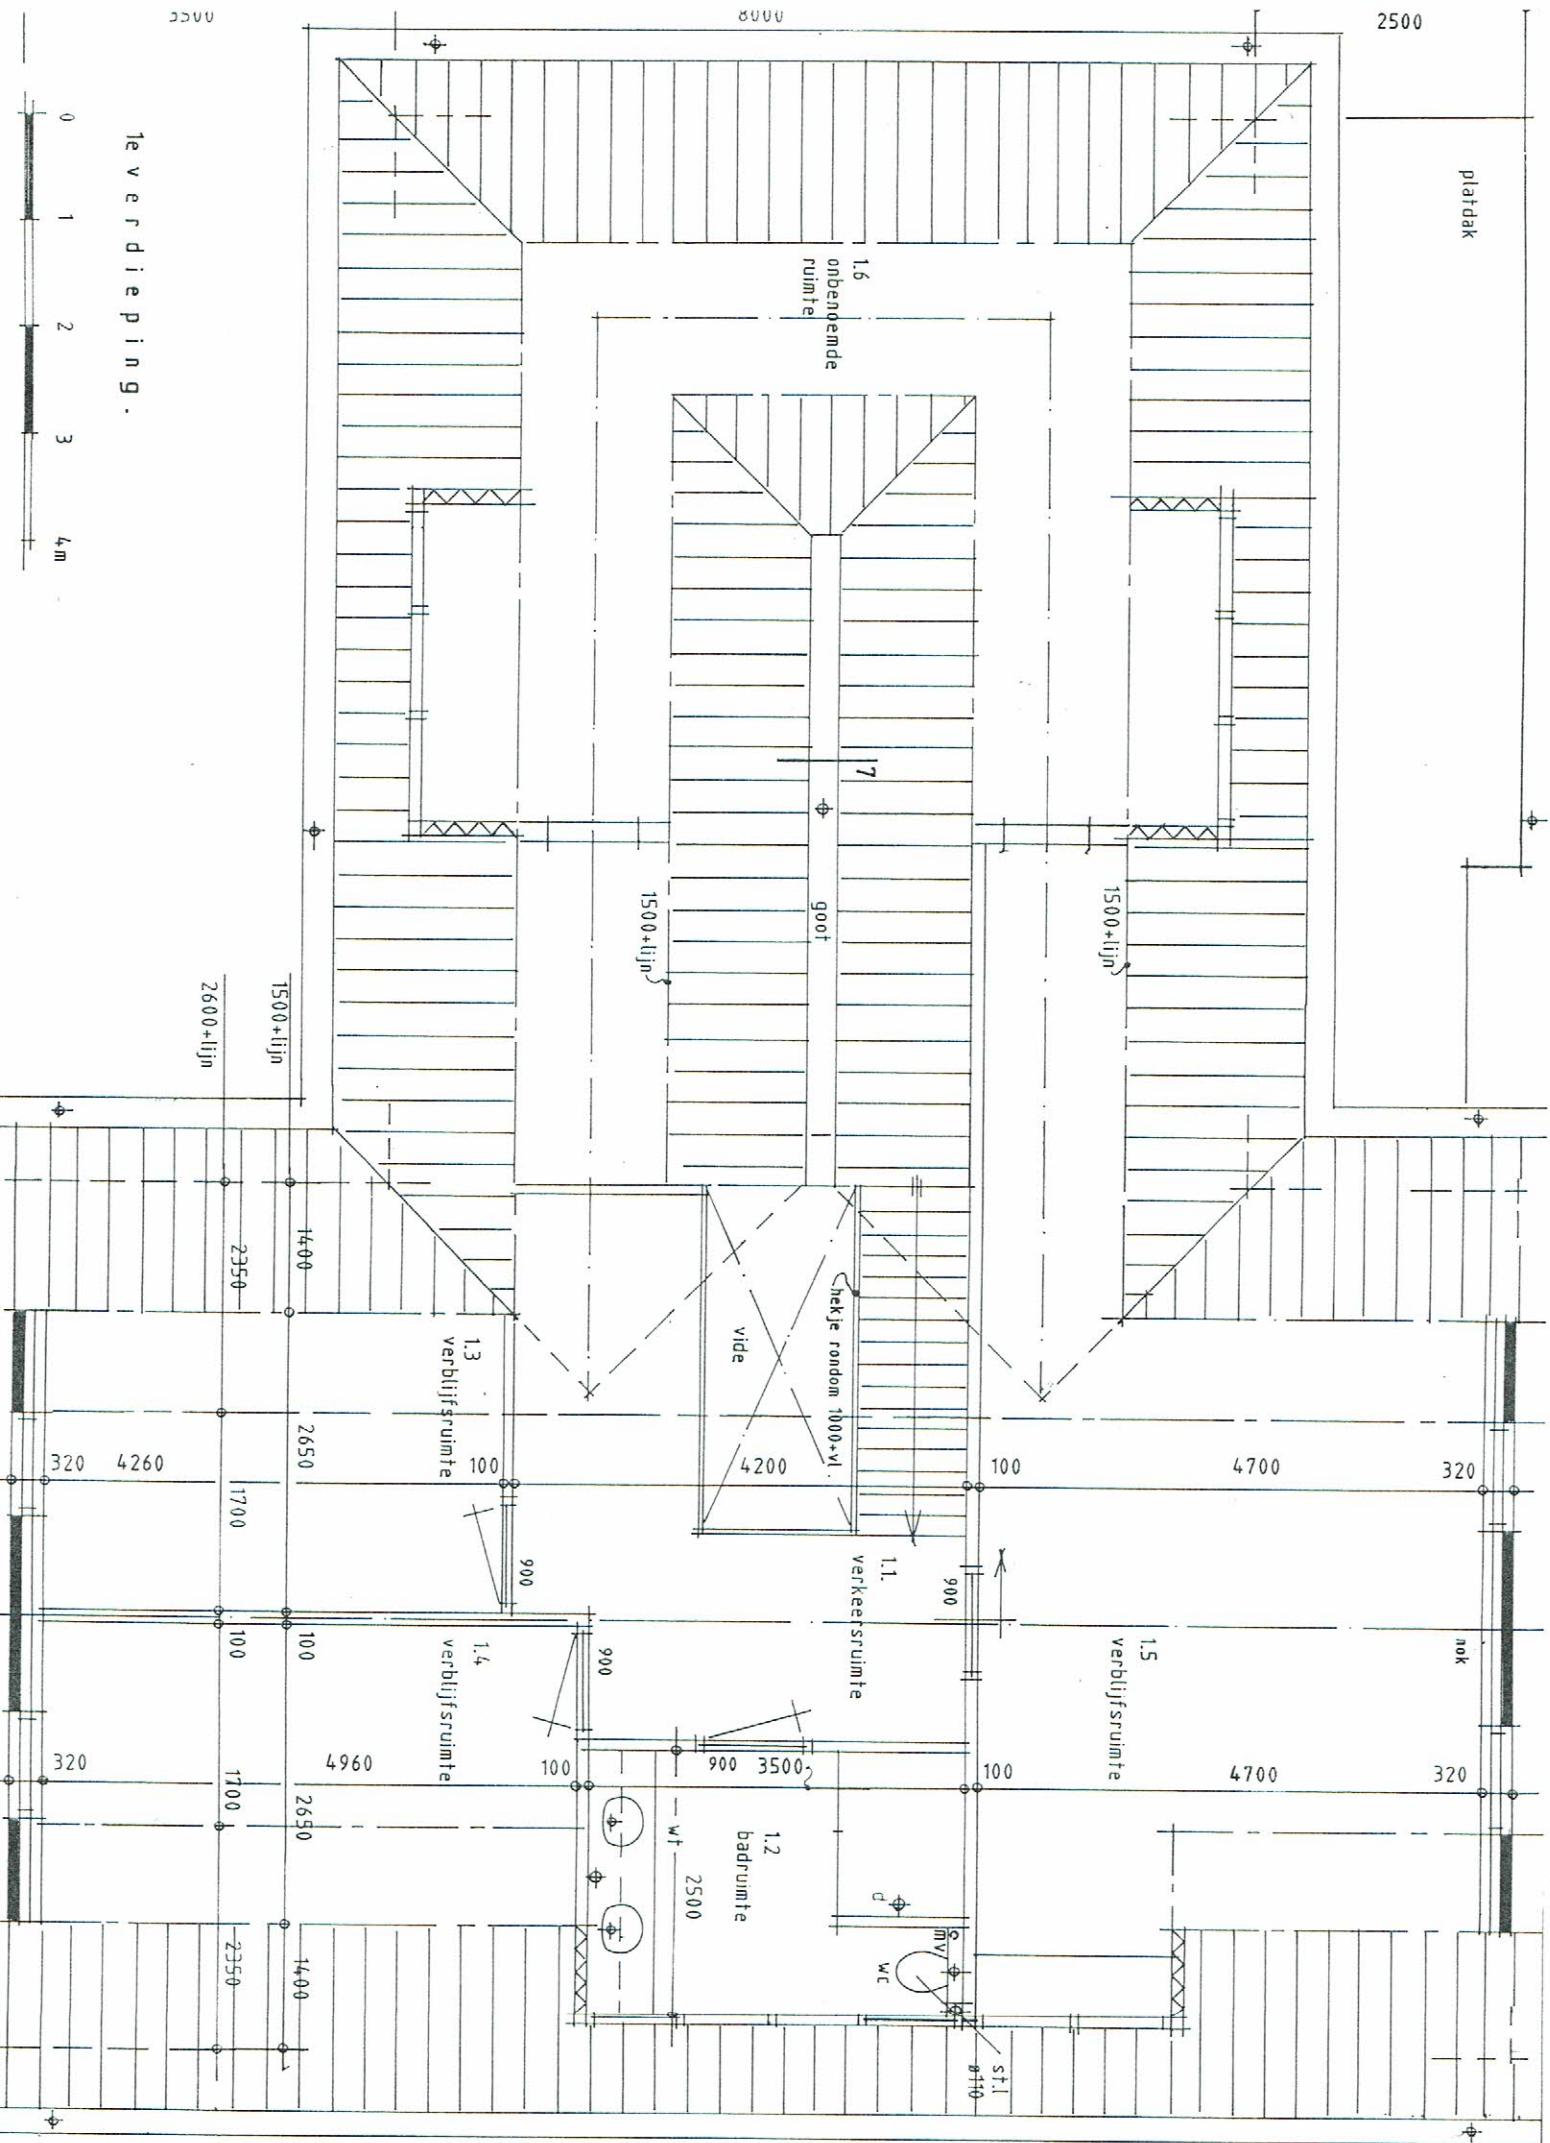 3500
8000
2500
platdak
0
1
2
3
4m
1e verdieping.
1.6
onbenoemde
ruimte
7
goot
1500+lijn
1500+lijn
1500+lijn
2600+lijn
1400
2350
hekje rondom 1000+vl.
vide
1.3
verblijfsruimte
2650
320
4260
100
4200
100
4700
320
1700
900
1.1.
verkeersruimte
900
100
100
1.4
verblijfsruimte
900
1.5
verblijfsruimte
nok
320
4960
100
900
3500
100
4700
320
1700
2650
wt
1.2
badruimte
2500
d
mv
wc
2350
1400
st.l
ø110